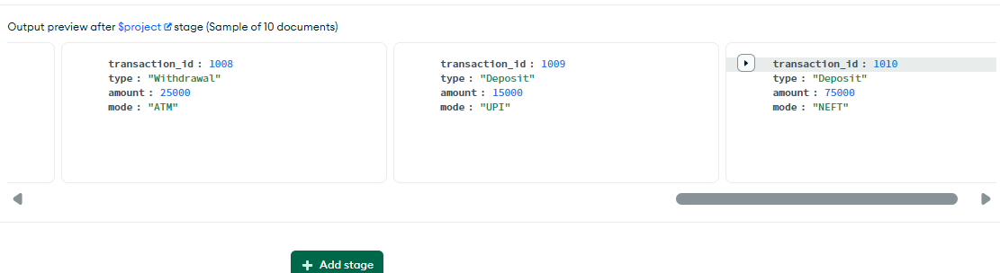 Output preview after $project stage (Sample of 10 documents)
transaction_id : 1008
type : "Withdrawal"
amount : 25000
mode : "ATM"
transaction_id : 1009
type : "Deposit"
amount : 15000
mode : "UPI"
transaction_id : 1010
type : "Deposit"
amount : 75000
mode : "NEFT"
+ Add stage